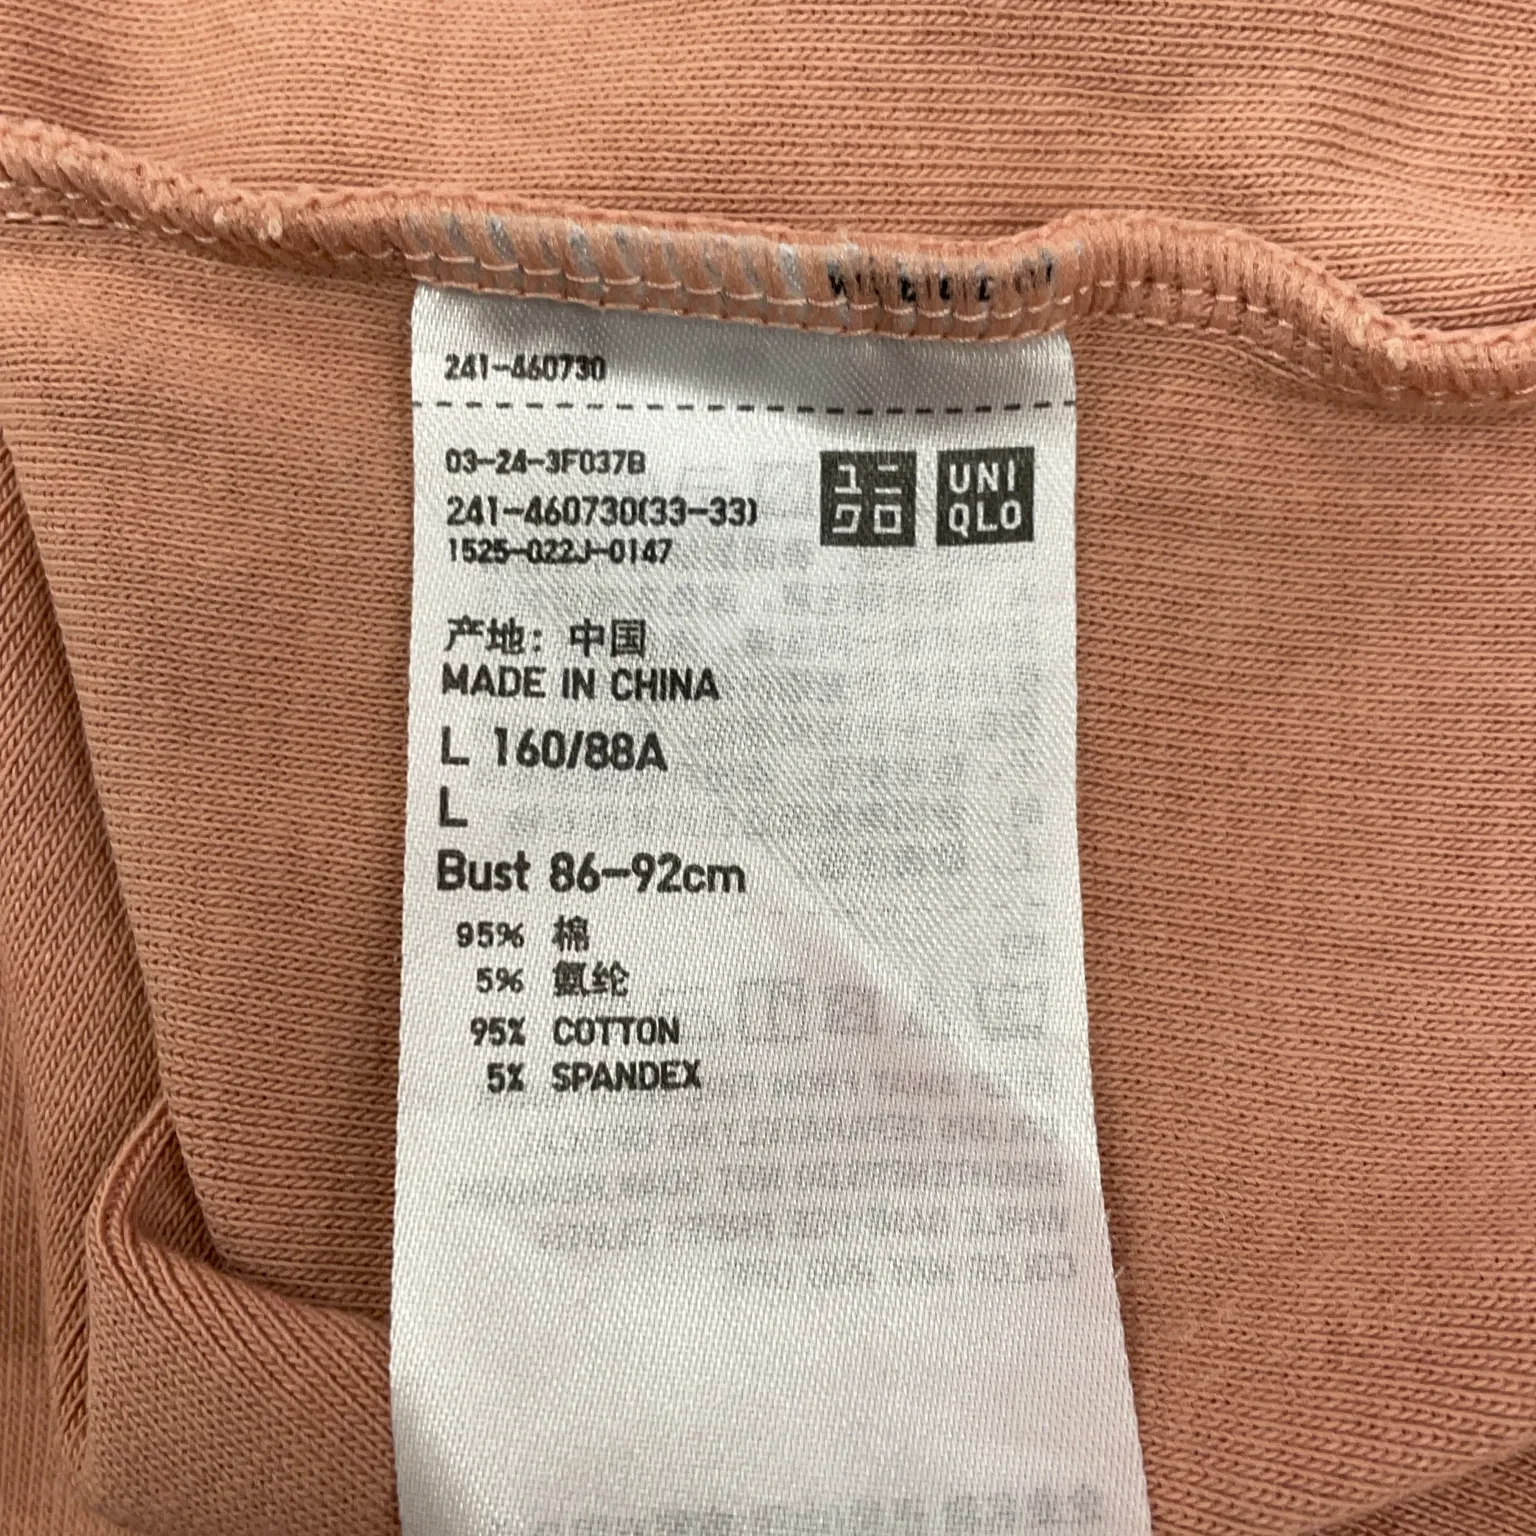 241-460730
03-24-3F037B
241-460730(33-33)
1525-022J-0147
ユニ
クロ
UNI
QLO
产地：中国
MADE IN CHINA
L 160/88A
L
Bust 86-92cm
95% 棉
5% 氨纶
95% COTTON
5% SPANDEX